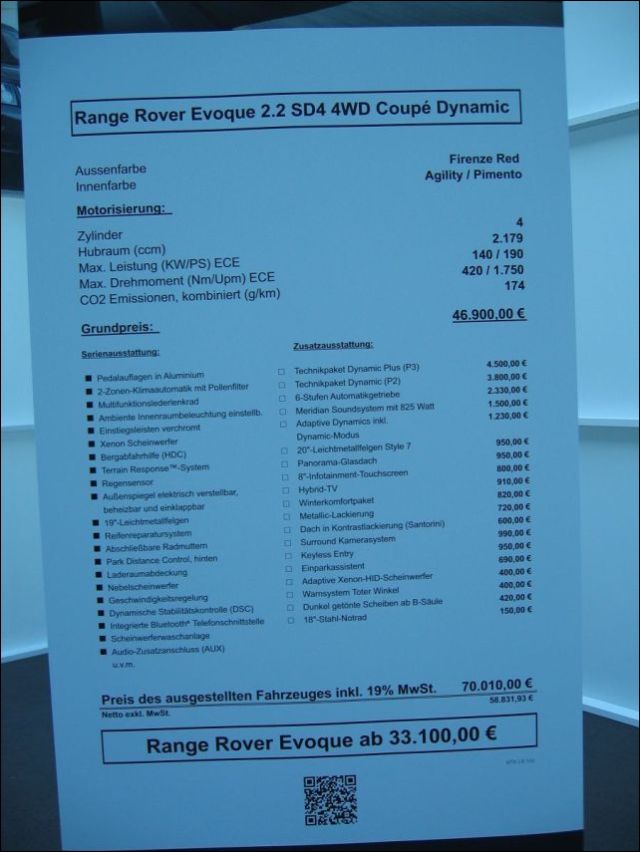 Range Rover Evoque 2.2 SD4 4WD Coupé Dynamic
Aussenfarbe Firenze Red
Innenfarbe Agility / Pimento
Motorisierung:
Zylinder 4
Hubraum (ccm) 2.179
Max. Leistung (KW/PS) ECE 140 / 190
Max. Drehmoment (Nm/Upm) ECE 420 / 1.750
CO2 Emissionen, kombiniert (g/km) 174
Grundpreis: 46.900,00 €
Serienausstattung:
Pedalauflagen in Aluminium
2-Zonen-Klimaautomatik mit Pollenfilter
Multifunktionslederlenkrad
Ambiente Innenraumbeleuchtung einstellb.
Einstiegsleisten verchromt
Xenon Scheinwerfer
Bergabfahrhilfe (HDC)
Terrain Response™-System
Regensensor
Außenspiegel elektrisch verstellbar,
beheizbar und einklappbar
19"-Leichtmetallfelgen
Reifenreparatursystem
Abschließbare Radmuttern
Park Distance Control, hinten
Laderaumabdeckung
Nebelscheinwerfer
Geschwindigkeitsregelung
Dynamische Stabilitätskontrolle (DSC)
Integrierte Bluetooth® Telefonschnittstelle
Scheinwerferwaschanlage
Audio-Zusatzanschluss (AUX)
u.v.m.
Zusatzausstattung:
Technikpaket Dynamic Plus (P3) 4.500,00 €
Technikpaket Dynamic (P2) 3.800,00 €
6-Stufen Automatikgetriebe 2.330,00 €
Meridian Soundsystem mit 825 Watt 1.500,00 €
Adaptive Dynamics inkl. 1.230,00 €
Dynamic-Modus
20"-Leichtmetallfelgen Style 7 950,00 €
Panorama-Glasdach 950,00 €
8"-Infotainment-Touchscreen 800,00 €
Hybrid-TV 910,00 €
Winterkomfortpaket 820,00 €
Metallic-Lackierung 720,00 €
Dach in Kontrastlackierung (Santorini) 600,00 €
Surround Kamerasystem 990,00 €
Keyless Entry 950,00 €
Einparkassistent 690,00 €
Adaptive Xenon-HID-Scheinwerfer 400,00 €
Warnsystem Toter Winkel 400,00 €
Dunkel getönte Scheiben ab B-Säule 420,00 €
18"-Stahl-Notrad 150,00 €
Preis des ausgestellten Fahrzeuges inkl. 19% MwSt. 70.010,00 €
Netto exkl. MwSt. 58.831,93 €
Range Rover Evoque ab 33.100,00 €